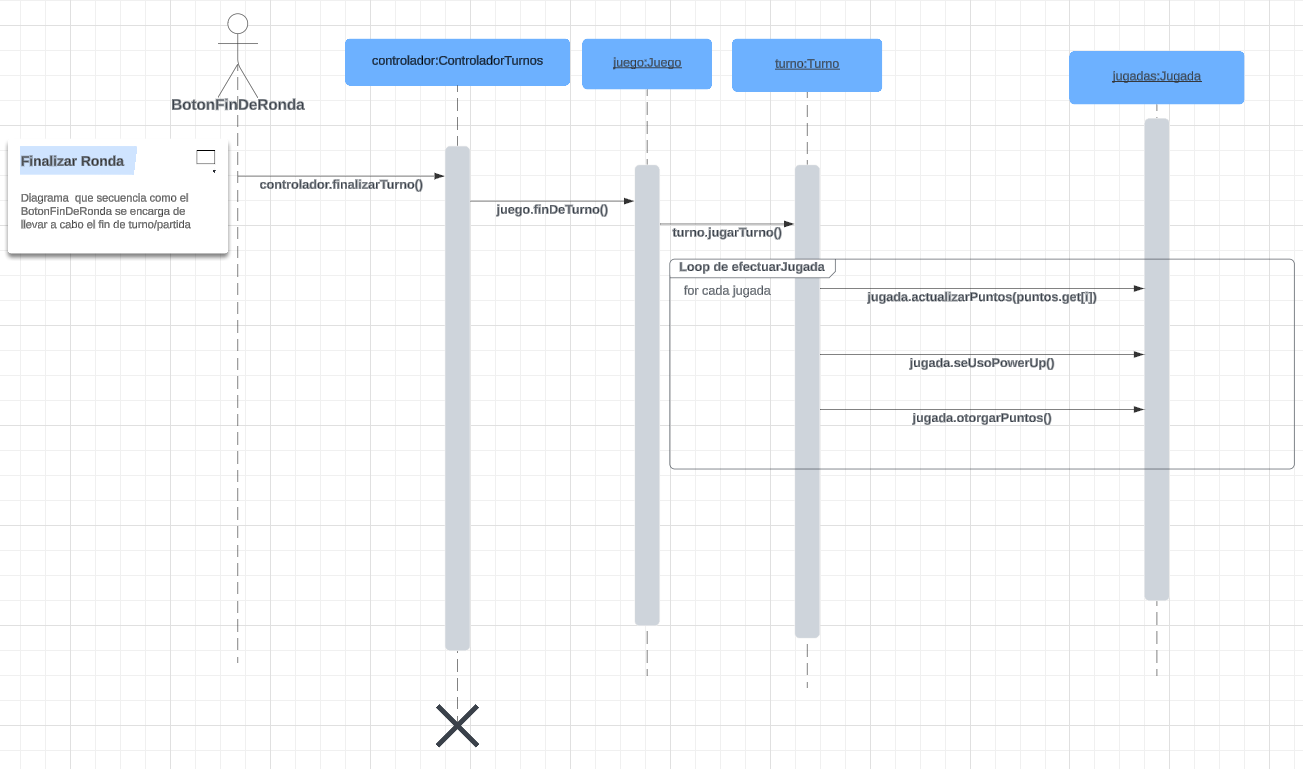 BotonFinDeRonda
controlador:ControladorTurnos
juego:Juego
turno:Turno
jugadas:Jugada
Finalizar Ronda
Diagrama que secuencia como el
BotonFinDeRonda se encarga de
llevar a cabo el fin de turno/partida
controlador.finalizarTurno()
juego.finDeTurno()
turno.jugarTurno()
Loop de efectuarJugada
for cada jugada
jugada.actualizarPuntos(puntos.get[i])
jugada.seUsoPowerUp()
jugada.otorgarPuntos()